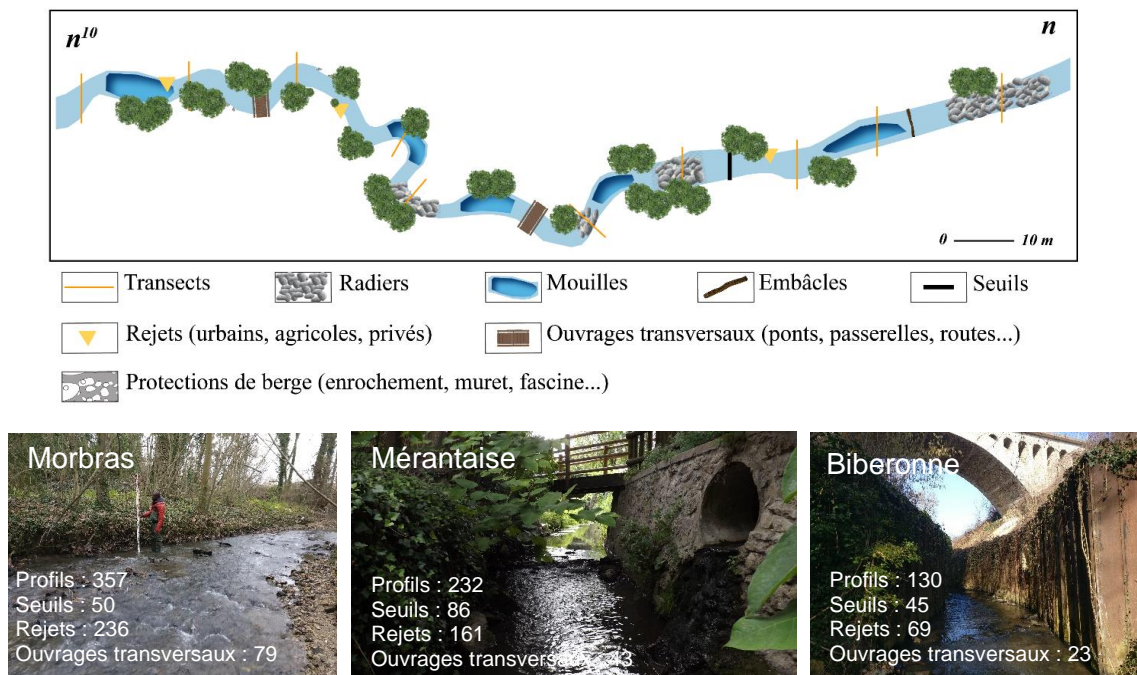 n10
n
0 10 m
Transects
Radiers
Mouilles
Embâcles
Seuils
Rejets (urbains, agricoles, privés)
Ouvrages transversaux (ponts, passerelles, routes...)
Protections de berge (enrochement, muret, fascine...)
Morbras
Profils : 357
Seuils : 50
Rejets : 236
Ouvrages transversaux : 79
Mérantaise
Profils : 232
Seuils : 86
Rejets : 161
Ouvrages transversaux : 43
Biberonne
Profils : 130
Seuils : 45
Rejets : 69
Ouvrages transversaux : 23